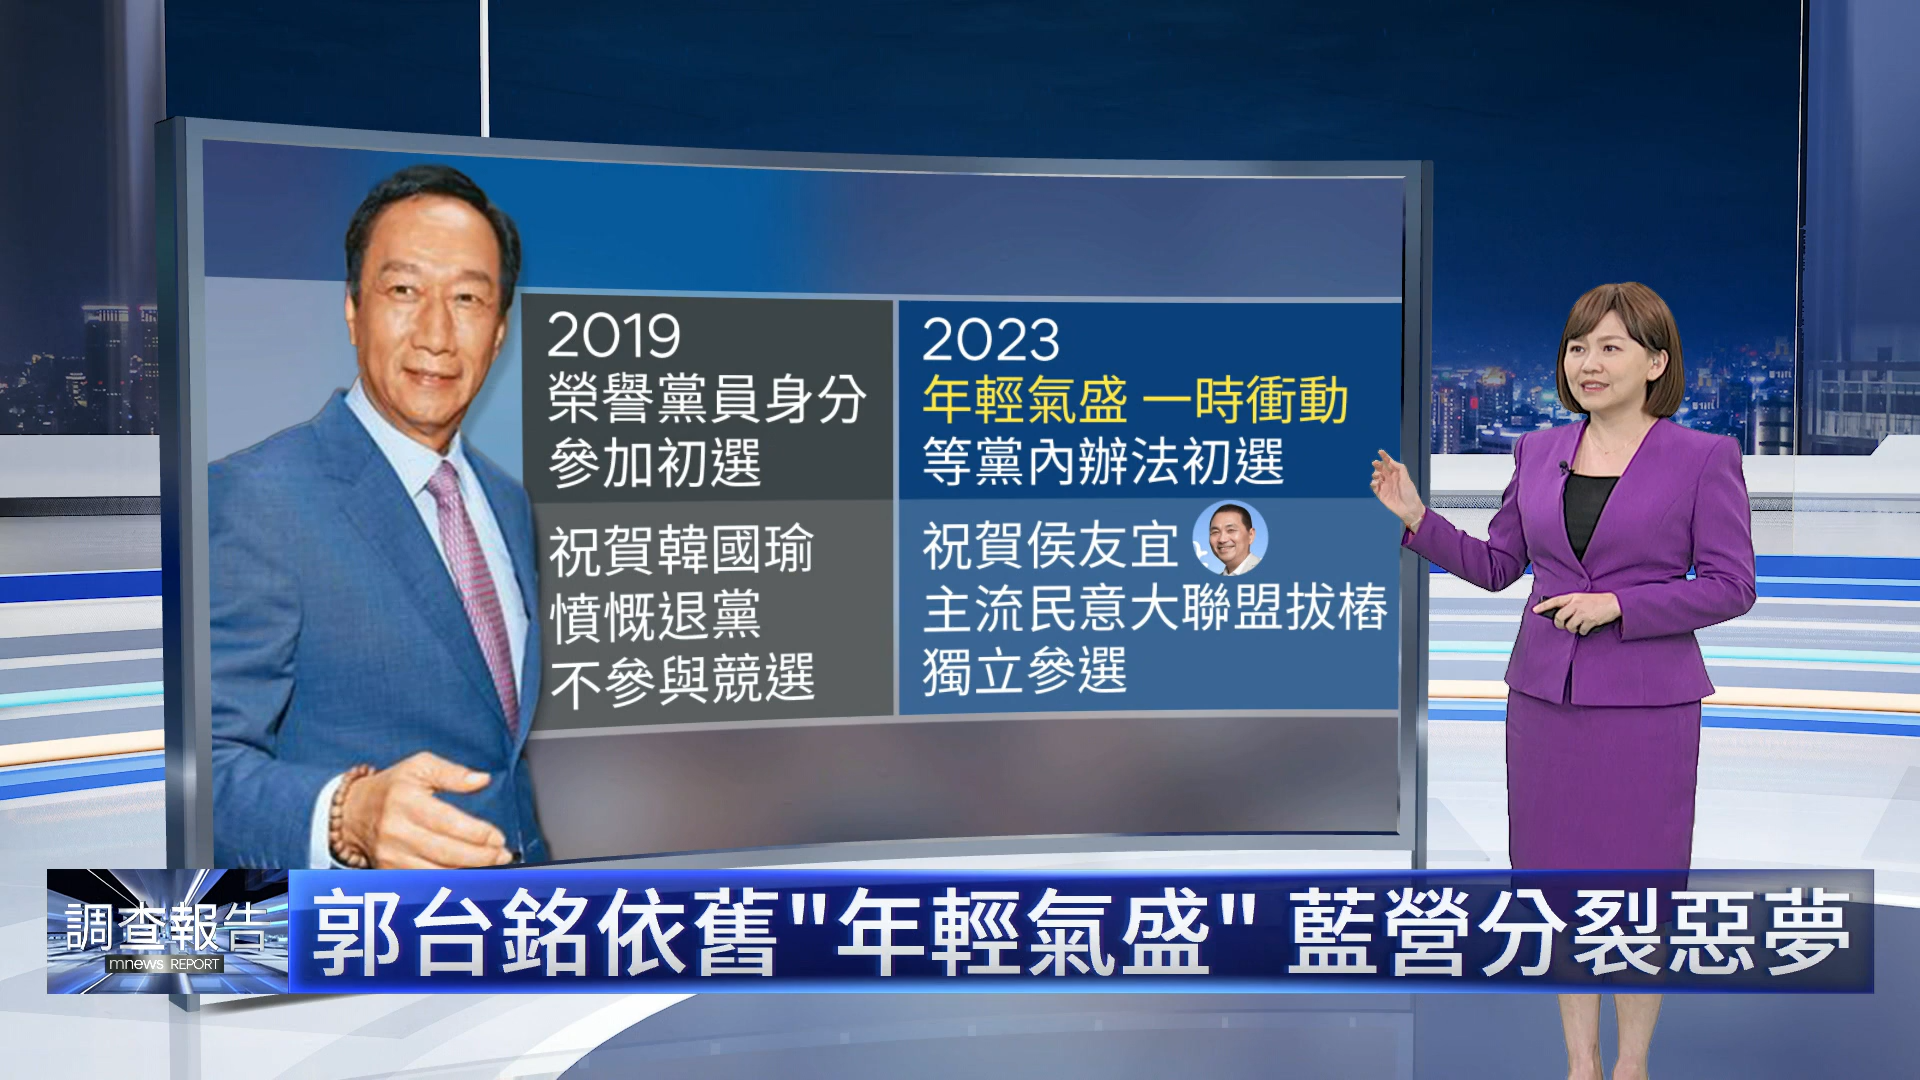 2019
榮譽黨員身分
參加初選
祝賀韓國瑜
憤慨退黨
不參與競選
2023
年輕氣盛 一時衝動
等黨內辦法初選
祝賀侯友宜
主流民意大聯盟拔樁
獨立參選
調查報告
mnews REPORT
郭台銘依舊"年輕氣盛" 藍營分裂惡夢